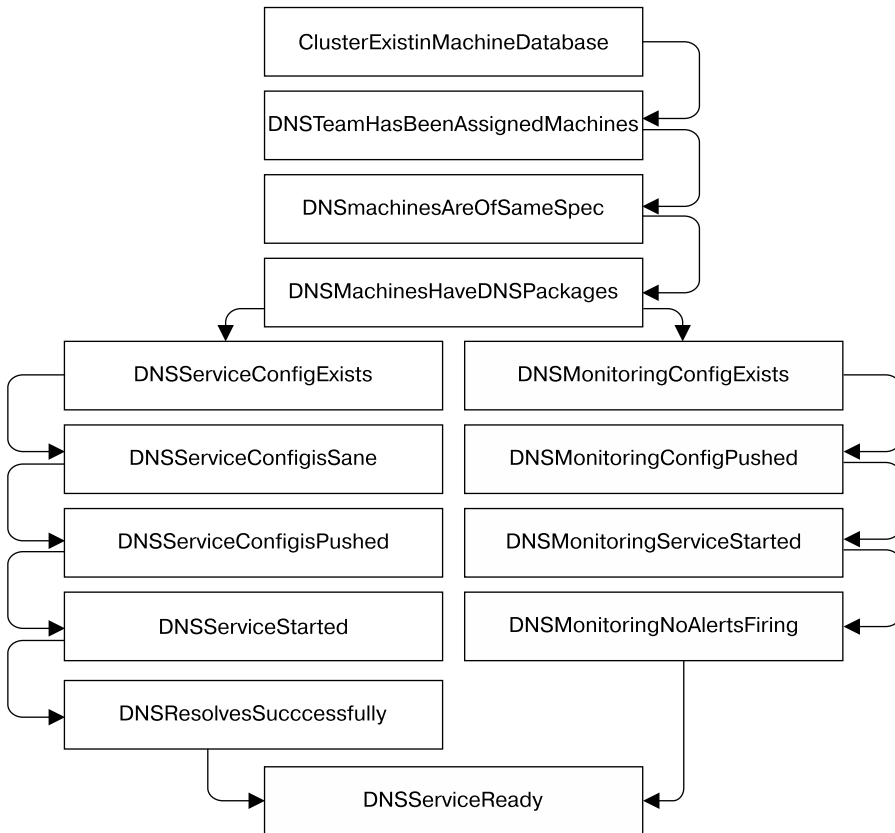 ClusterExistinMachineDatabase
DNSTeamHasBeenAssignedMachines
DNSmachinesAreOfSameSpec
DNSMachinesHaveDNSPackages
DNSServiceConfigExists
DNSMonitoringConfigExists
DNSServiceConfigisSane
DNSMonitoringConfigPushed
DNSServiceConfigisPushed
DNSMonitoringServiceStarted
DNSServiceStarted
DNSMonitoringNoAlertsFiring
DNSResolvesSucccessfully
DNSServiceReady